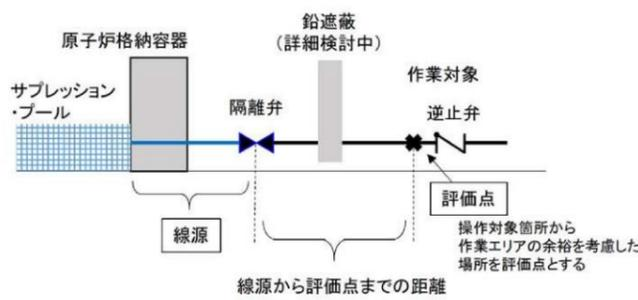 鉛遮蔽
(詳細検討中)
原子炉格納容器
作業対象
サプレッション
・プール
隔離弁
逆止弁
線源
評価点
操作対象箇所から
作業エリアの余裕を考慮した
場所を評価点とする
線源から評価点までの距離